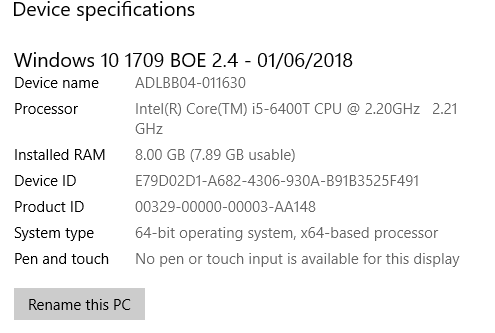 Device specifications
Windows 10 1709 BOE 2.4 - 01/06/2018
Device name ADLBB04-011630
Processor Intel(R) Core(TM) i5-6400T CPU @ 2.20GHz 2.21
GHz
Installed RAM 8.00 GB (7.89 GB usable)
Device ID E79D02D1-A682-4306-930A-B91B3525F491
Product ID 00329-00000-00003-AA148
System type 64-bit operating system, x64-based processor
Pen and touch No pen or touch input is available for this display
Rename this PC